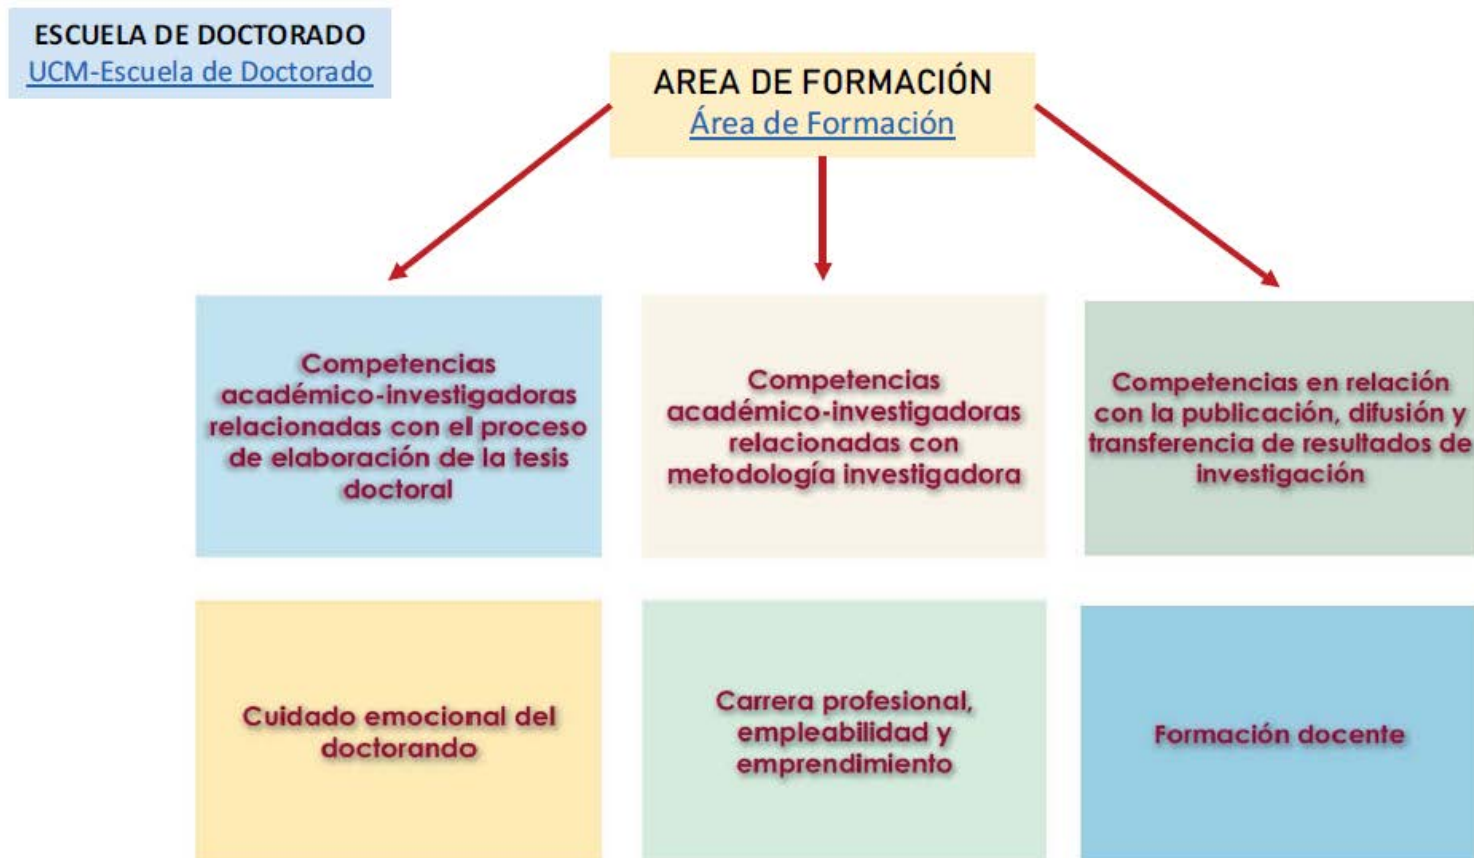 ESCUELA DE DOCTORADO
UCM-Escuela de Doctorado
AREA DE FORMACIÓN
Área de Formación
Competencias
académico-investigadoras
relacionadas con el proceso
de elaboración de la tesis
doctoral
Competencias
académico-investigadoras
relacionadas con
metodología investigadora
Competencias en relación
con la publicación, difusión y
transferencia de resultados de
investigación
Cuidado emocional del
doctorando
Carrera profesional,
empleabilidad y
emprendimiento
Formación docente